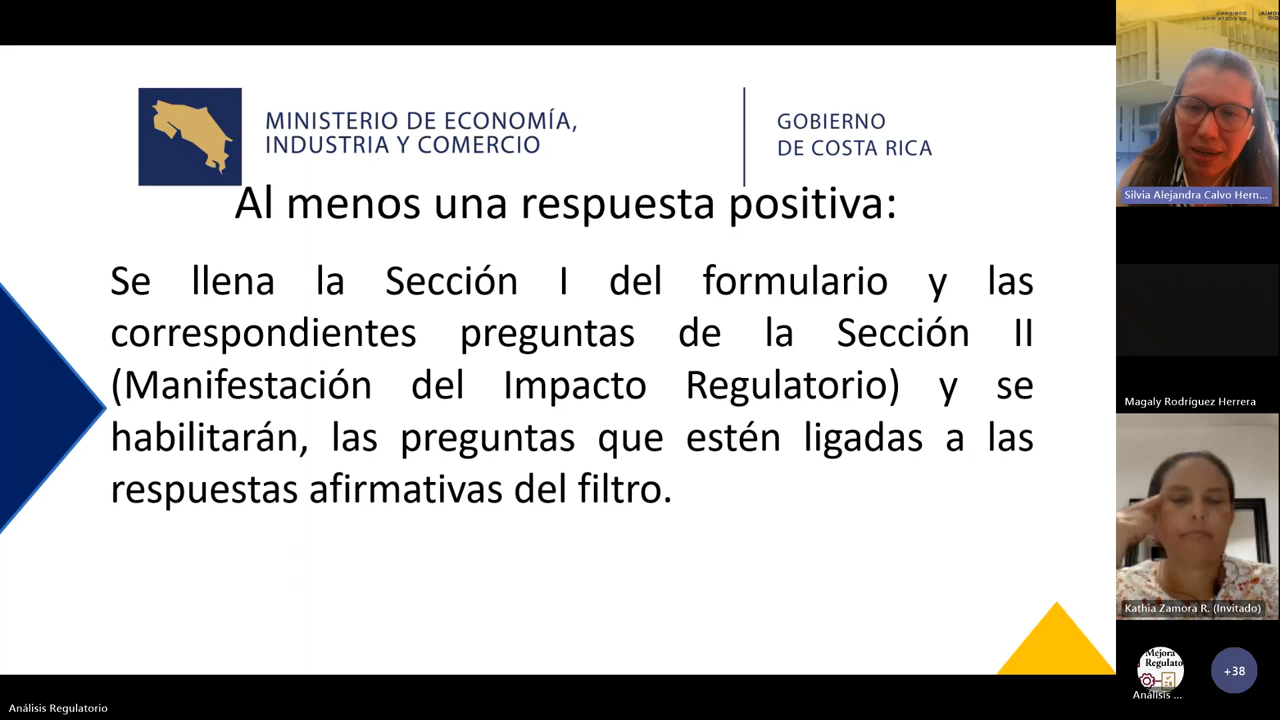 MINISTERIO DE ECONOMÍA,
INDUSTRIA Y COMERCIO
GOBIERNO
DE COSTA RICA
Al menos una respuesta positiva:
Se llena la Sección I del formulario y las
correspondientes preguntas de la Sección II
(Manifestación del Impacto Regulatorio) y se
habilitarán, las preguntas que estén ligadas a las
respuestas afirmativas del filtro.
Silvia Alejandra Calvo Hern...
Magaly Rodríguez Herrera
Kathia Zamora R. (Invitado)
Mejora
Regulato
+38
Análisis ...
Análisis Regulatorio